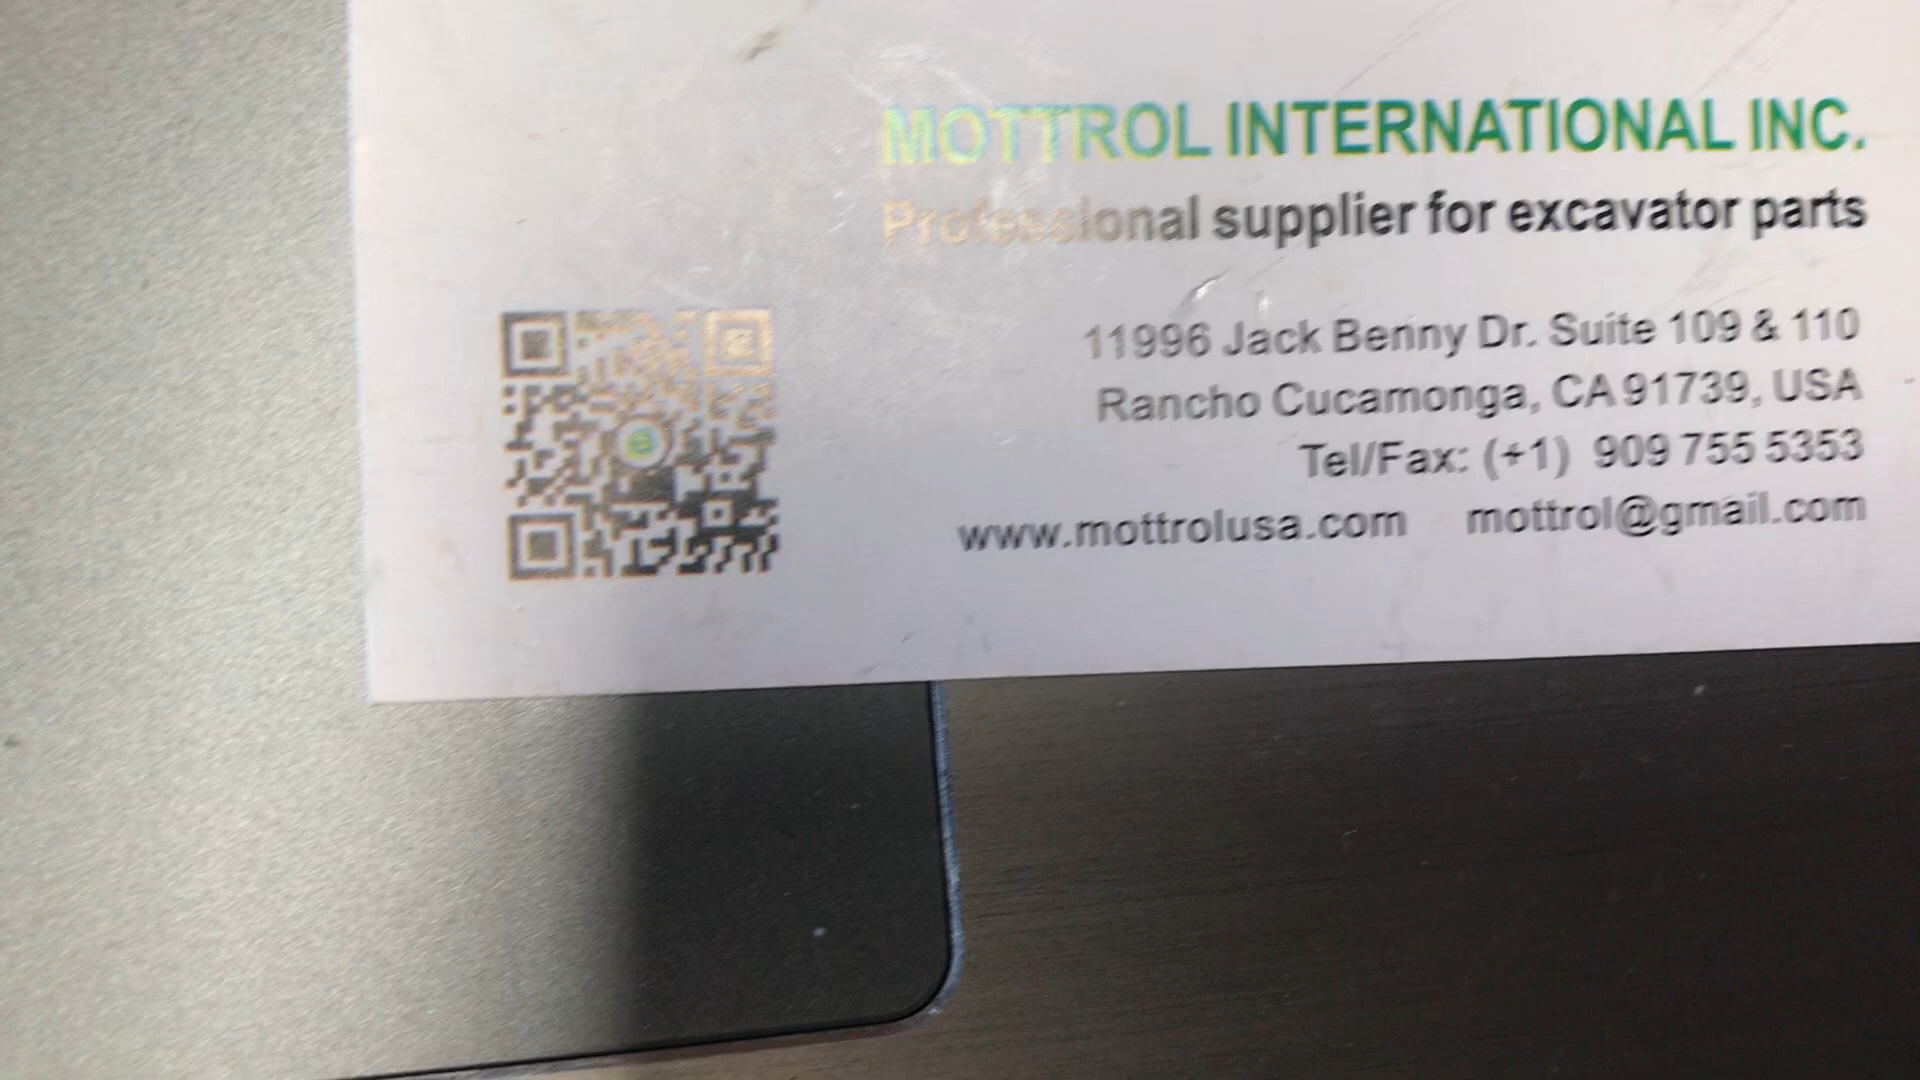 MOTTROL INTERNATIONAL INC.
Professional supplier for excavator parts
11996 Jack Benny Dr. Suite 109 & 110
Rancho Cucamonga, CA 91739, USA
Tel/Fax: (+1) 909 755 5353
www.mottrolusa.com mottrol@gmail.com